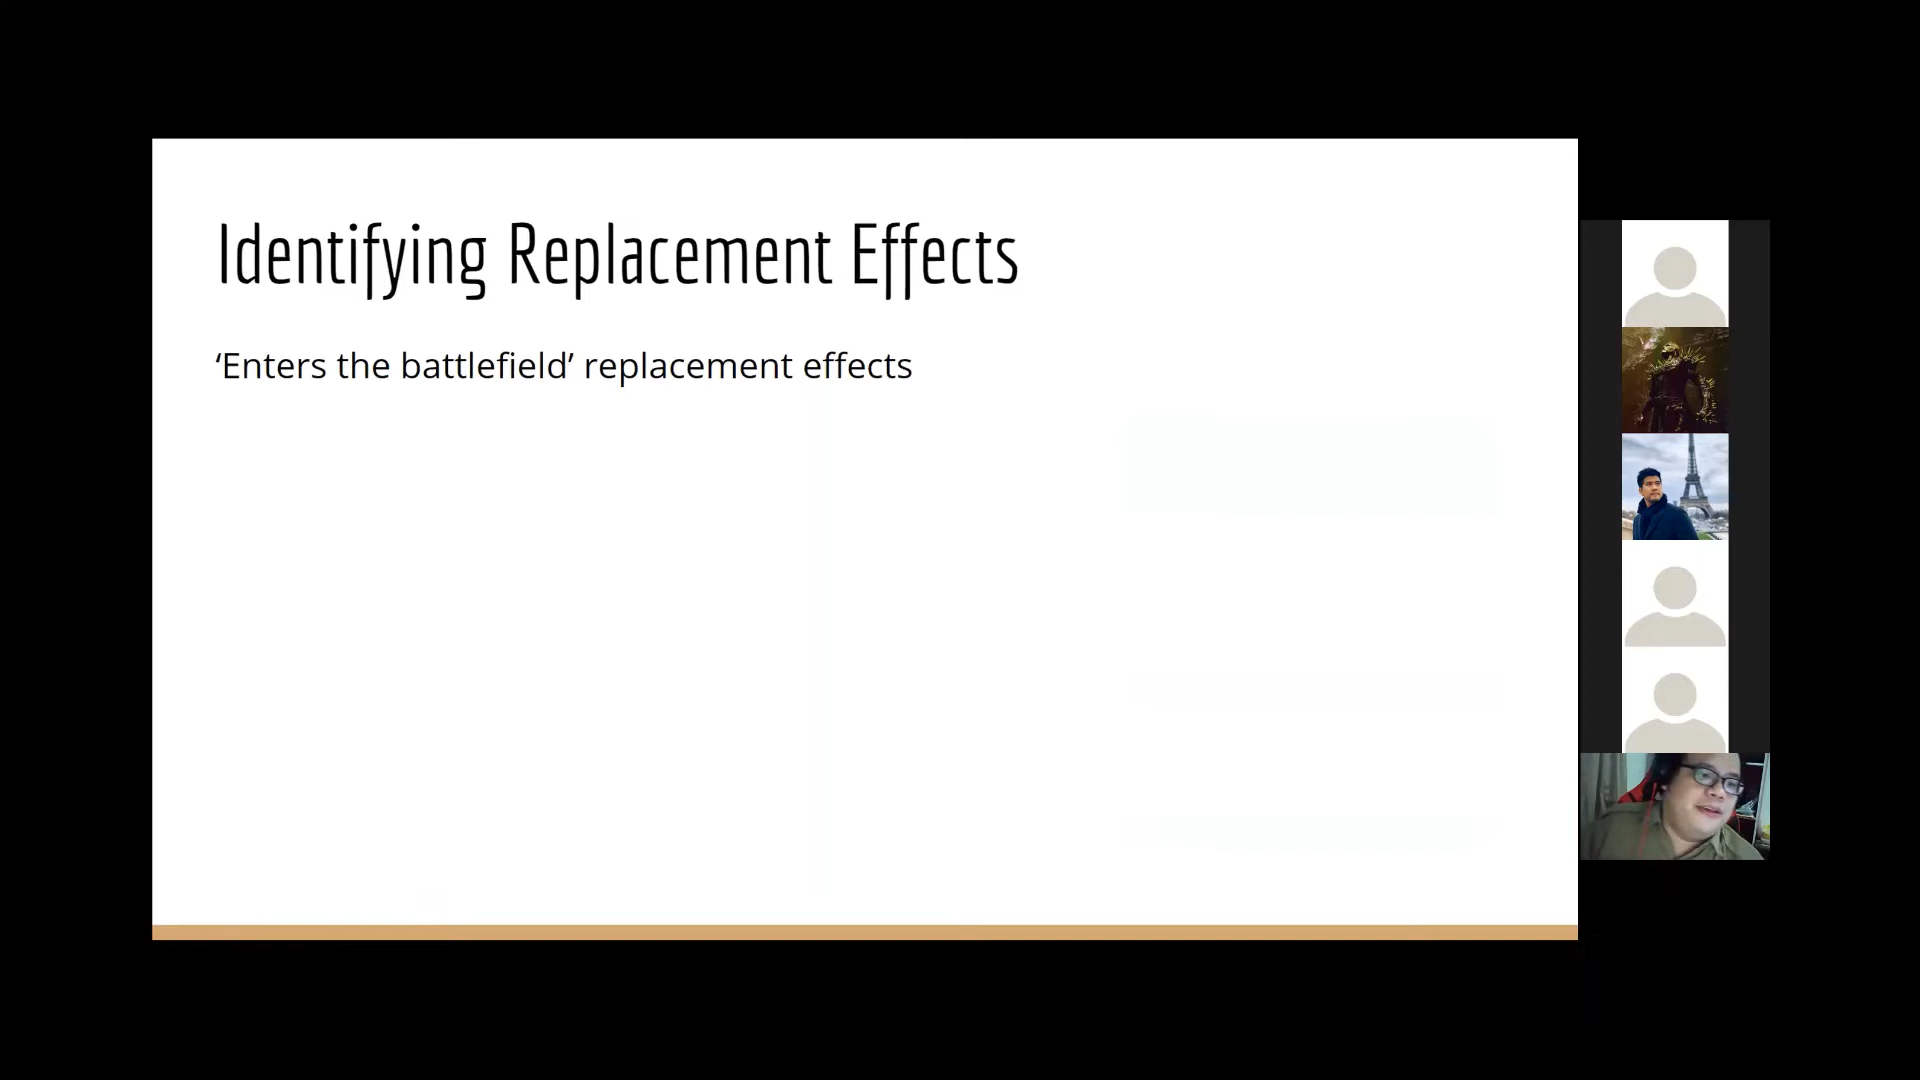 Identifying Replacement Effects
‘Enters the battlefield’ replacement effects